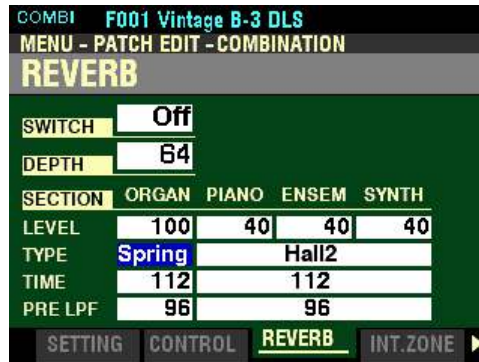 COMBI F001 Vintage B-3 DLS
MENU - PATCH EDIT - COMBINATION
REVERB
SWITCH Off
DEPTH 64
SECTION ORGAN PIANO ENSEM SYNTH
LEVEL 100 40 40 40
TYPE Spring Hall2
TIME 112 112
PRE LPF 96 96
SETTING CONTROL REVERB INT.ZONE